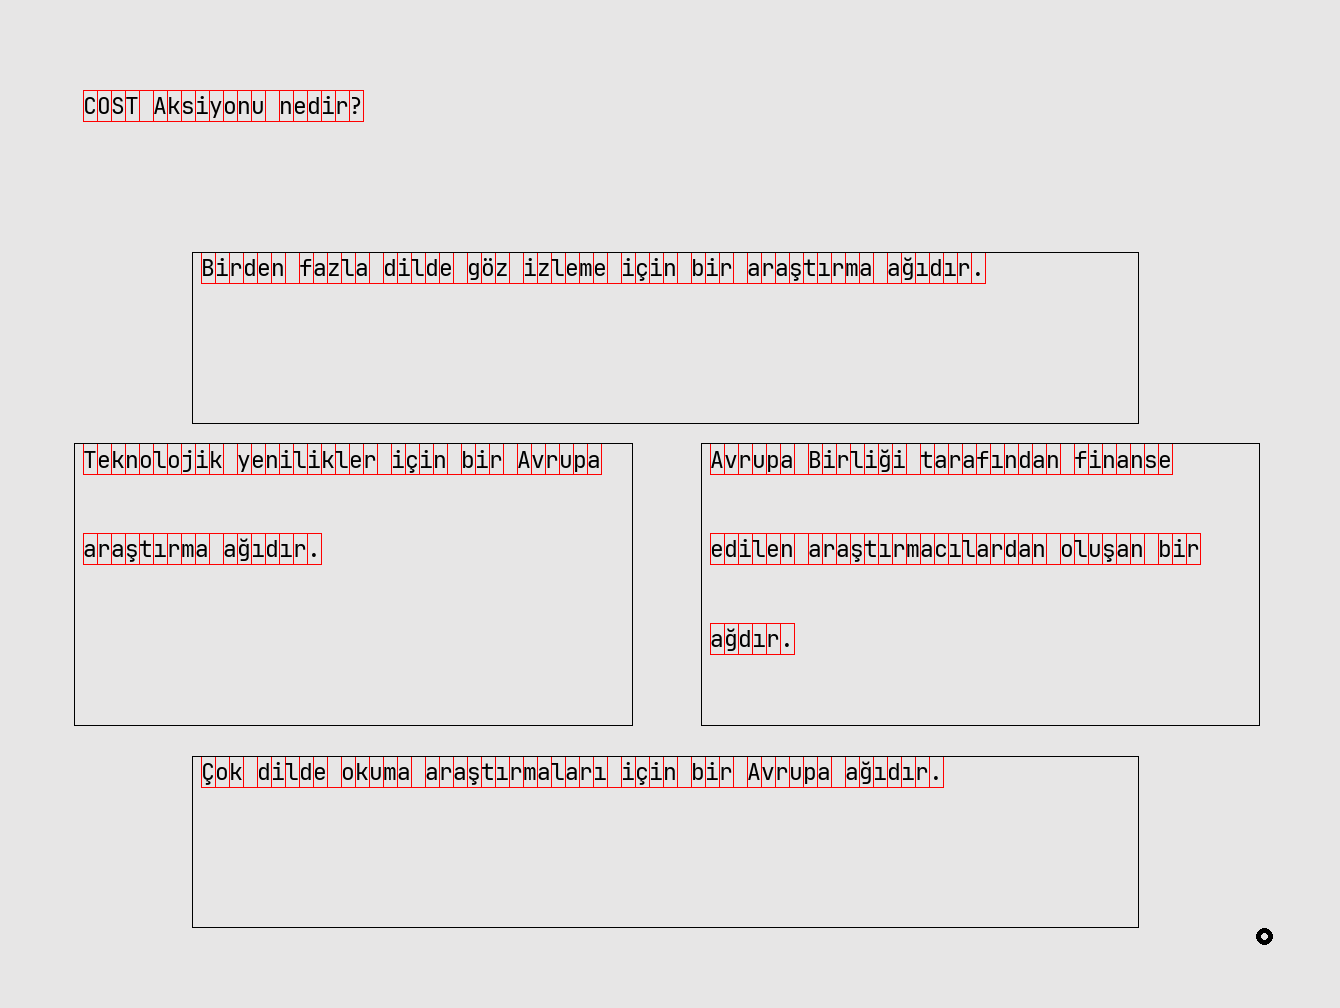 COST Aksiyonu nedir?
Birden fazla dilde göz izleme için bir araştırma ağıdır.
Teknolojik yenilikler için bir Avrupa
araştırma ağıdır.
Avrupa Birliği tarafından finanse
edilen araştırmacılardan oluşan bir
ağdır.
Çok dilde okuma araştırmaları için bir Avrupa ağıdır.